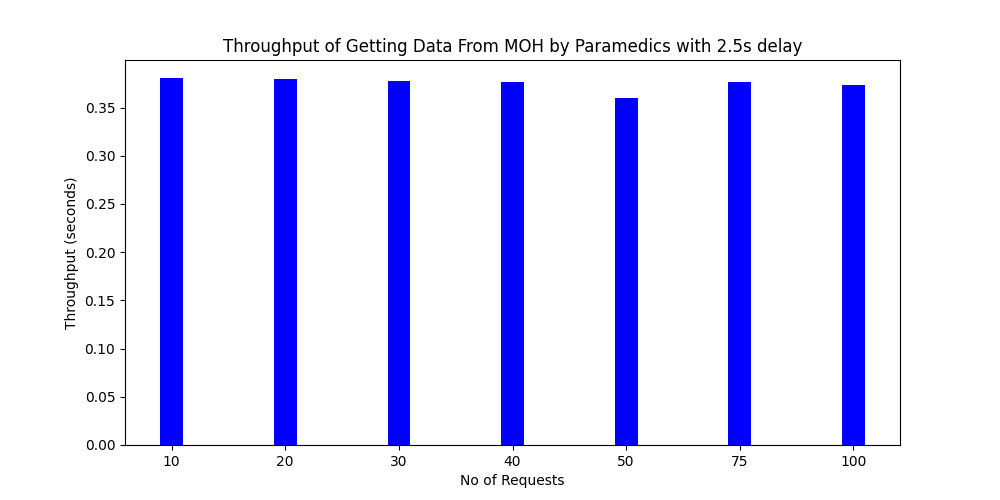 Throughput of Getting Data From MOH by Paramedics with 2.5s delay
0.35
0.30
0.25
0.20
0.15
0.10
0.05
0.00
Throughput (seconds)
10 20 30 40 50 75 100
No of Requests